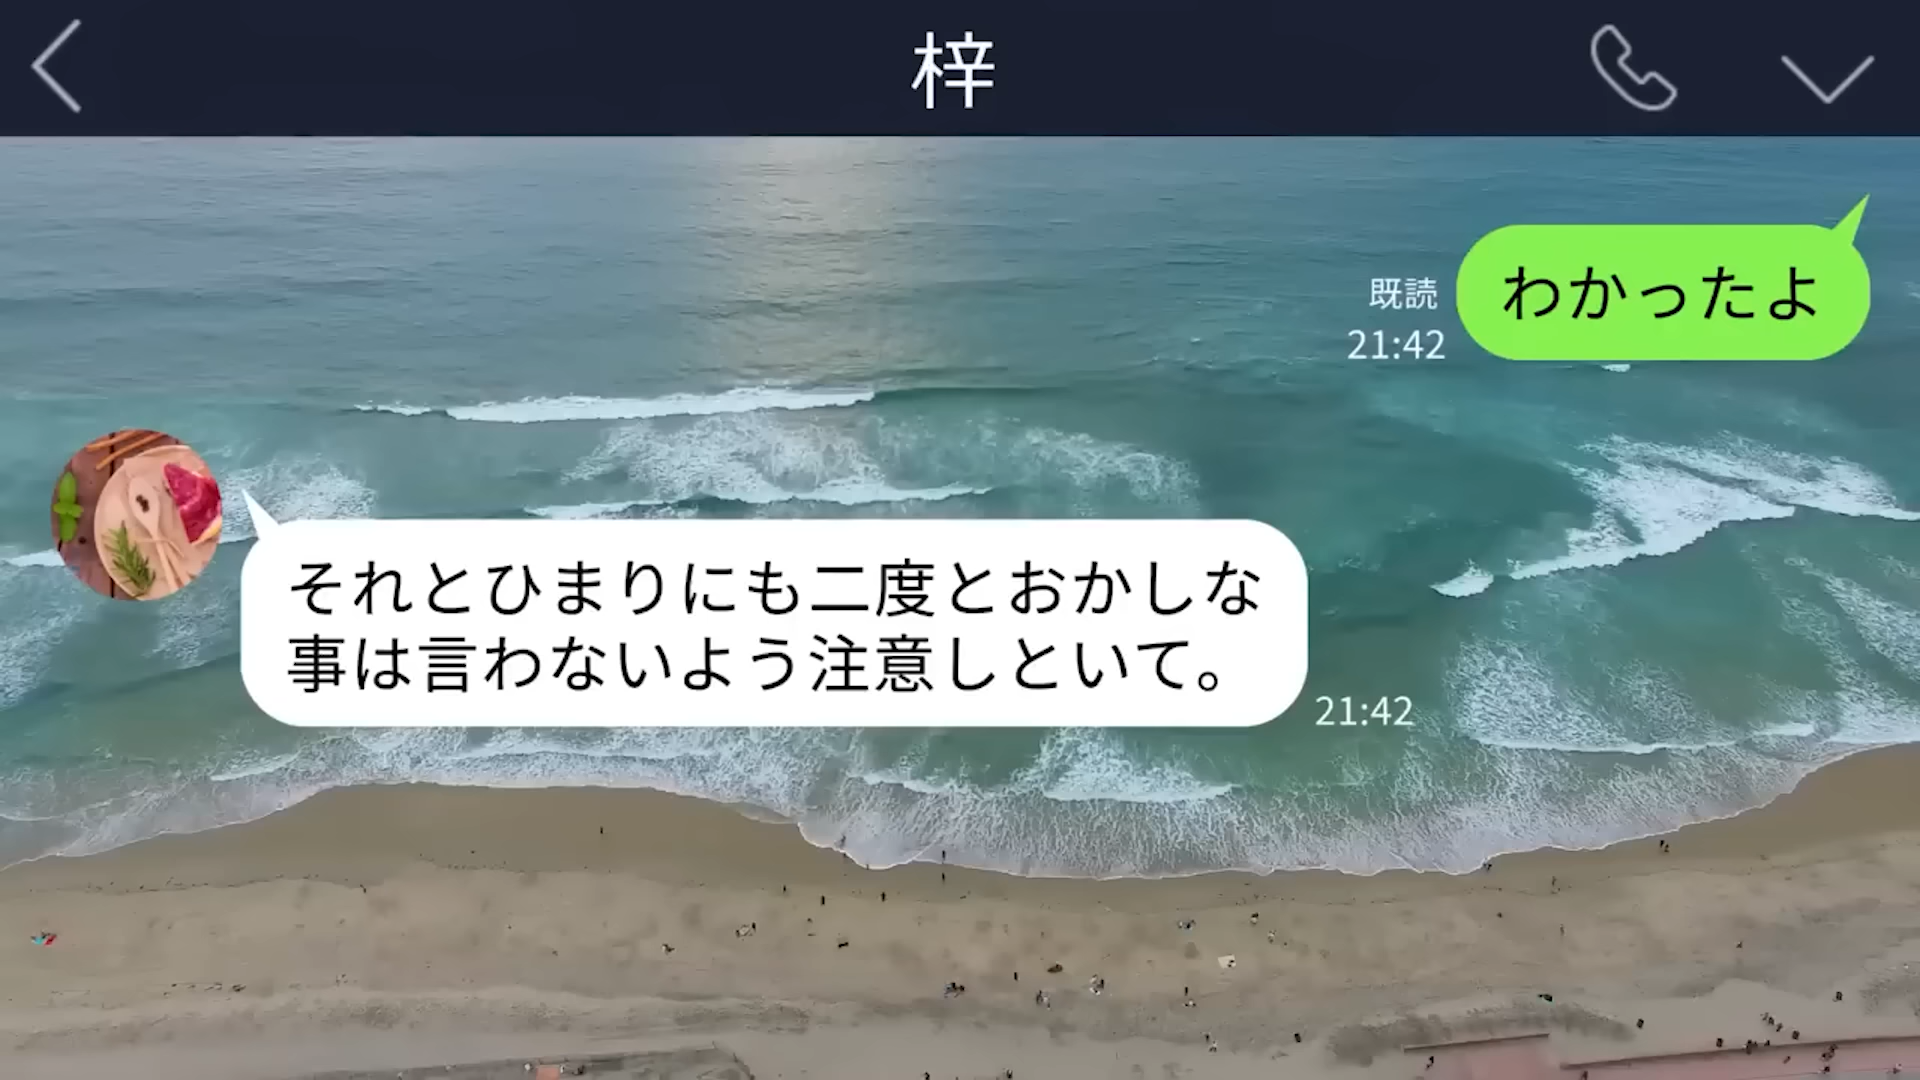 梓
わかったよ
既読
21:42
それとひまりにも二度とおかしな
事は言わないよう注意しといて。
21:42